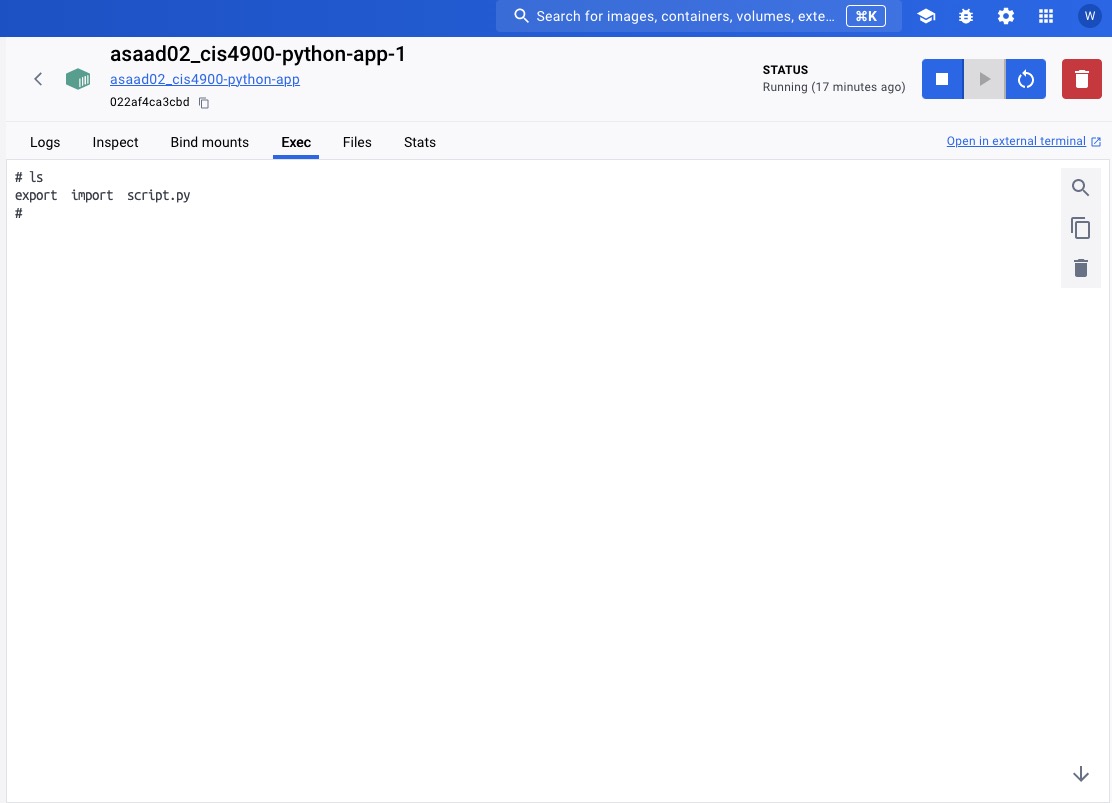 Search for images, containers, volumes, exte... ⌘K
W
asaad02_cis4900-python-app-1
asaad02_cis4900-python-app
022af4ca3cbd
STATUS
Running (17 minutes ago)
Logs Inspect Bind mounts Exec Files Stats
Open in external terminal
# ls
export  import  script.py
#